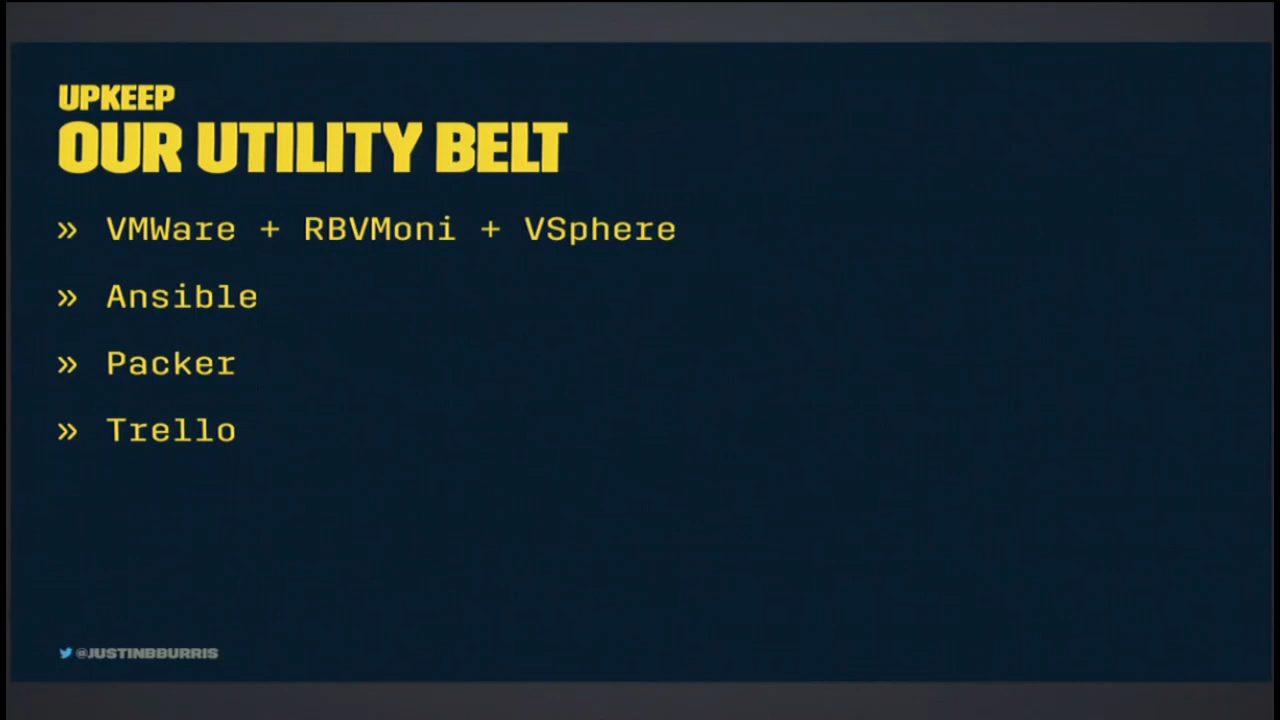 UPKEEP
OUR UTILITY BELT
» VMWare + RBVMoni + VSphere
» Ansible
» Packer
» Trello
@JUSTINBBURRIS